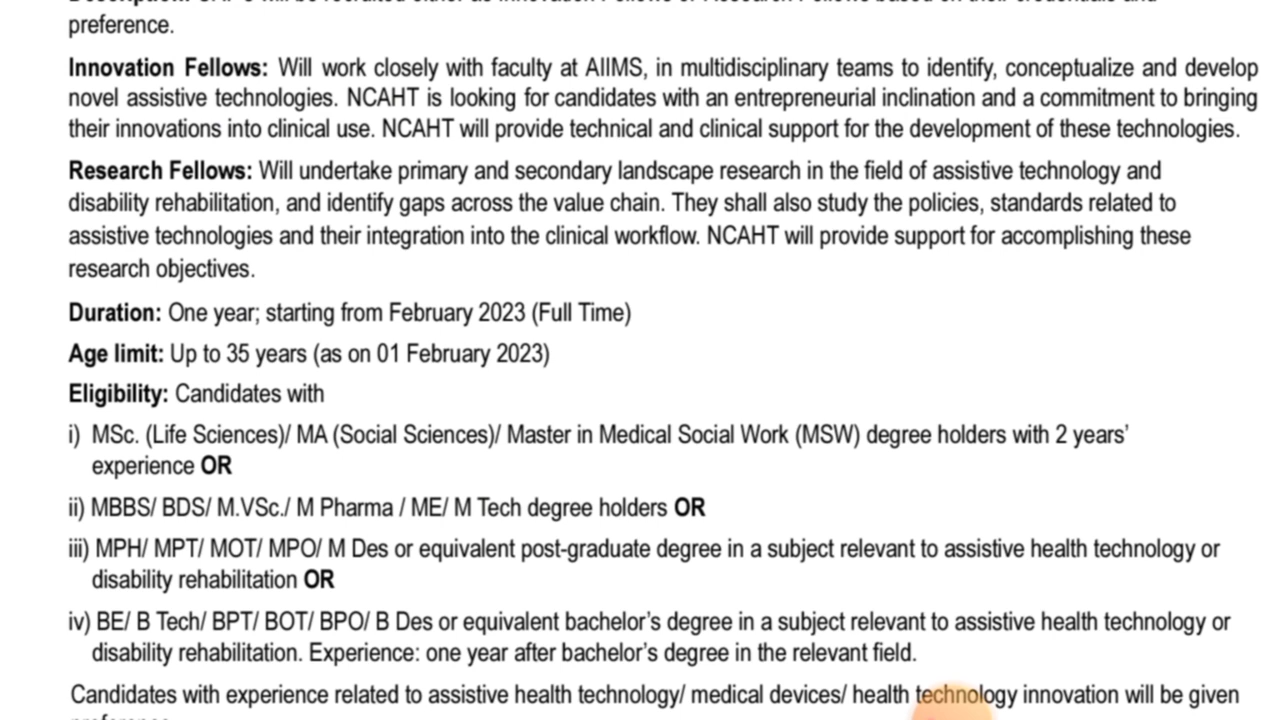 preference.
Innovation Fellows: Will work closely with faculty at AIIMS, in multidisciplinary teams to identify, conceptualize and develop
novel assistive technologies. NCAHT is looking for candidates with an entrepreneurial inclination and a commitment to bringing
their innovations into clinical use. NCAHT will provide technical and clinical support for the development of these technologies.
Research Fellows: Will undertake primary and secondary landscape research in the field of assistive technology and
disability rehabilitation, and identify gaps across the value chain. They shall also study the policies, standards related to
assistive technologies and their integration into the clinical workflow. NCAHT will provide support for accomplishing these
research objectives.
Duration: One year; starting from February 2023 (Full Time)
Age limit: Up to 35 years (as on 01 February 2023)
Eligibility: Candidates with
i) MSc. (Life Sciences)/ MA (Social Sciences)/ Master in Medical Social Work (MSW) degree holders with 2 years’
experience OR
ii) MBBS/ BDS/ M.VSc./ M Pharma / ME/ M Tech degree holders OR
iii) MPH/ MPT/ MOT/ MPO/ M Des or equivalent post-graduate degree in a subject relevant to assistive health technology or
disability rehabilitation OR
iv) BE/ B Tech/ BPT/ BOT/ BPO/ B Des or equivalent bachelor’s degree in a subject relevant to assistive health technology or
disability rehabilitation. Experience: one year after bachelor’s degree in the relevant field.
Candidates with experience related to assistive health technology/ medical devices/ health technology innovation will be given